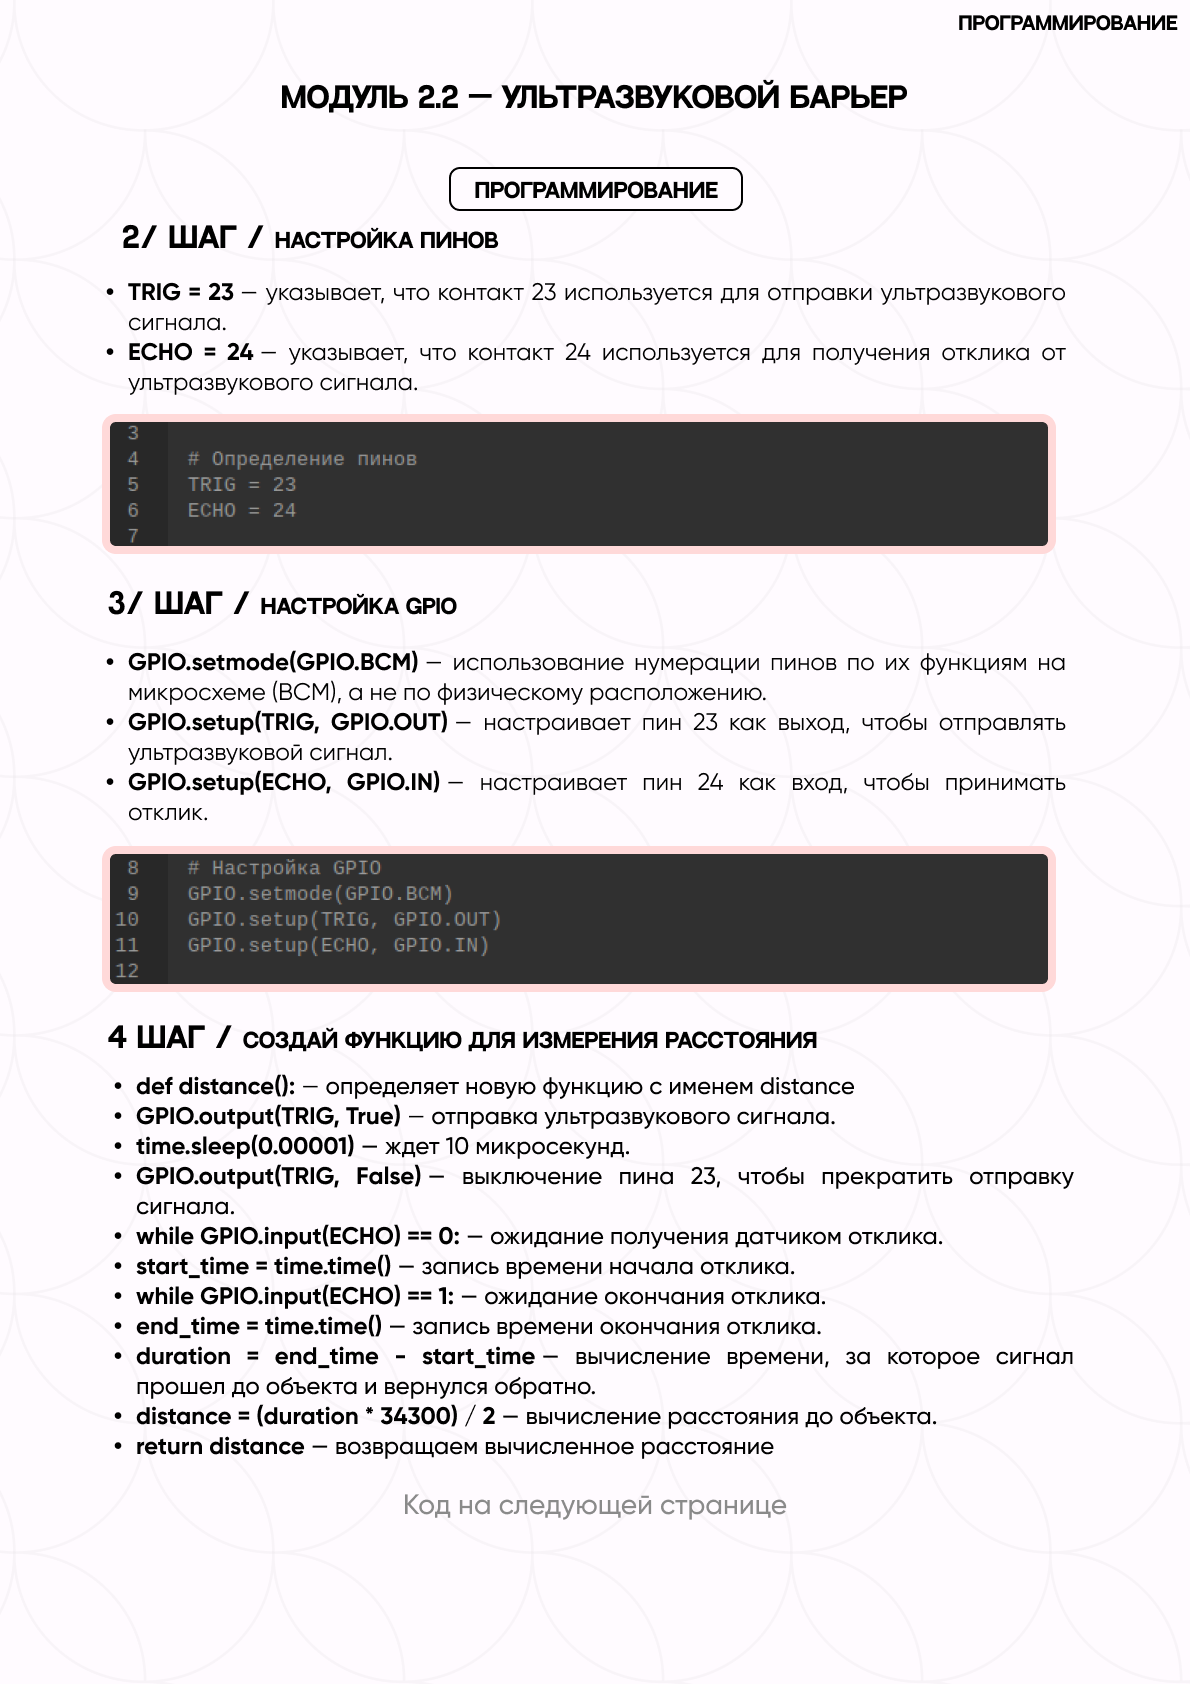 ПРОГРАММИРОВАНИЕ
МОДУЛЬ 2.2 — УЛЬТРАЗВУКОВОЙ БАРЬЕР
ПРОГРАММИРОВАНИЕ
2/ ШАГ / НАСТРОЙКА ПИНОВ
• TRIG = 23 — указывает, что контакт 23 используется для отправки ультразвукового
сигнала.
• ECHO = 24 — указывает, что контакт 24 используется для получения отклика от
ультразвукового сигнала.
3
4 # Определение пинов
5 TRIG = 23
6 ECHO = 24
7
3/ ШАГ / НАСТРОЙКА GPIO
• GPIO.setmode(GPIO.BCM) — использование нумерации пинов по их функциям на
микросхеме (BCM), а не по физическому расположению.
• GPIO.setup(TRIG, GPIO.OUT) — настраивает пин 23 как выход, чтобы отправлять
ультразвуковой сигнал.
• GPIO.setup(ECHO, GPIO.IN) — настраивает пин 24 как вход, чтобы принимать
отклик.
8 # Настройка GPIO
9 GPIO.setmode(GPIO.BCM)
10 GPIO.setup(TRIG, GPIO.OUT)
11 GPIO.setup(ECHO, GPIO.IN)
12
4 ШАГ / СОЗДАЙ ФУНКЦИЮ ДЛЯ ИЗМЕРЕНИЯ РАССТОЯНИЯ
• def distance(): — определяет новую функцию с именем distance
• GPIO.output(TRIG, True) — отправка ультразвукового сигнала.
• time.sleep(0.00001) — ждет 10 микросекунд.
• GPIO.output(TRIG, False) — выключение пина 23, чтобы прекратить отправку
сигнала.
• while GPIO.input(ECHO) == 0: — ожидание получения датчиком отклика.
• start_time = time.time() — запись времени начала отклика.
• while GPIO.input(ECHO) == 1: — ожидание окончания отклика.
• end_time = time.time() — запись времени окончания отклика.
• duration = end_time - start_time — вычисление времени, за которое сигнал
прошел до объекта и вернулся обратно.
• distance = (duration * 34300) / 2 — вычисление расстояния до объекта.
• return distance — возвращаем вычисленное расстояние
Код на следующей странице